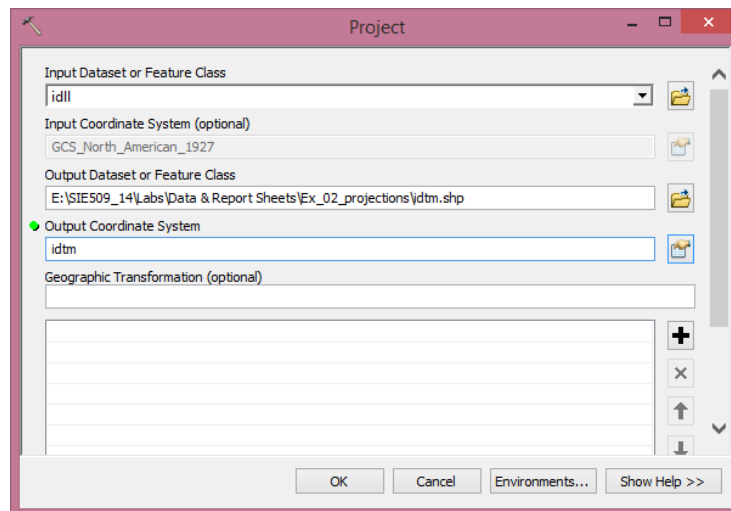 Project
Input Dataset or Feature Class
idll
Input Coordinate System (optional)
GCS_North_American_1927
Output Dataset or Feature Class
E:\SIE509_14\Labs\Data & Report Sheets\Ex_02_projections\idtm.shp
Output Coordinate System
idtm
Geographic Transformation (optional)
OK Cancel Environments... Show Help >>